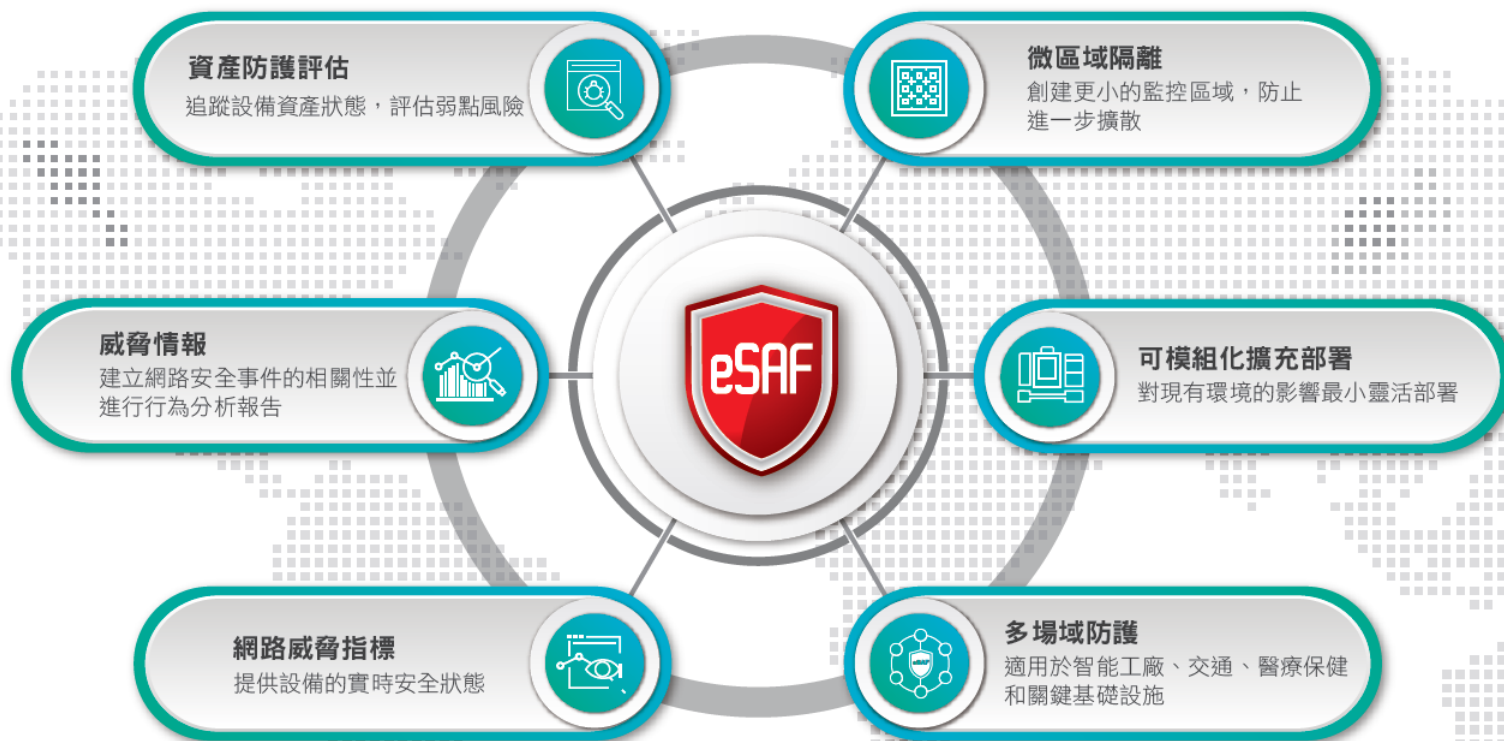 資產防護評估
追蹤設備資產狀態，評估弱點風險
微區域隔離
創建更小的監控區域，防止
進一步擴散
威脅情報
建立網路安全事件的相關性並
進行行為分析報告
eSAF
可模組化擴充部署
對現有環境的影響最小靈活部署
網路威脅指標
提供設備的實時安全狀態
多場域防護
適用於智能工廠、交通、醫療保健
和關鍵基礎設施
eSAF